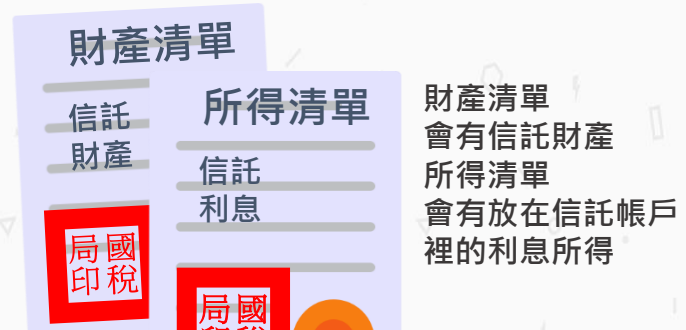 財產清單
信託
財產
國稅
局印
所得清單
信託
利息
國稅
局印
財產清單
會有信託財產
所得清單
會有放在信託帳戶
裡的利息所得